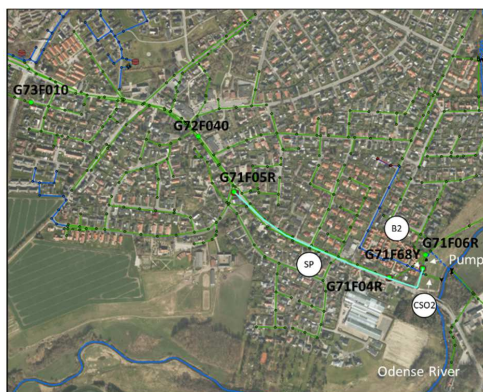 G73F010
G72F040
G71F05R
B2
G71F06R
G71F68Y
Pump
SP
G71F04R
CSO2
Odense River